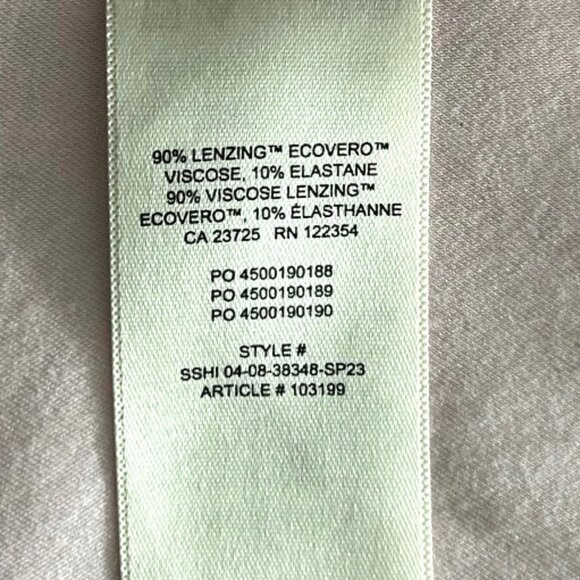 90% LENZING™ ECOVERO™
VISCOSE, 10% ELASTANE
90% VISCOSE LENZING™
ECOVERO™, 10% ÉLASTHANNE
CA 23725 RN 122354
PO 4500190188
PO 4500190189
PO 4500190190
STYLE #
SSHI 04-08-38348-SP23
ARTICLE # 103199